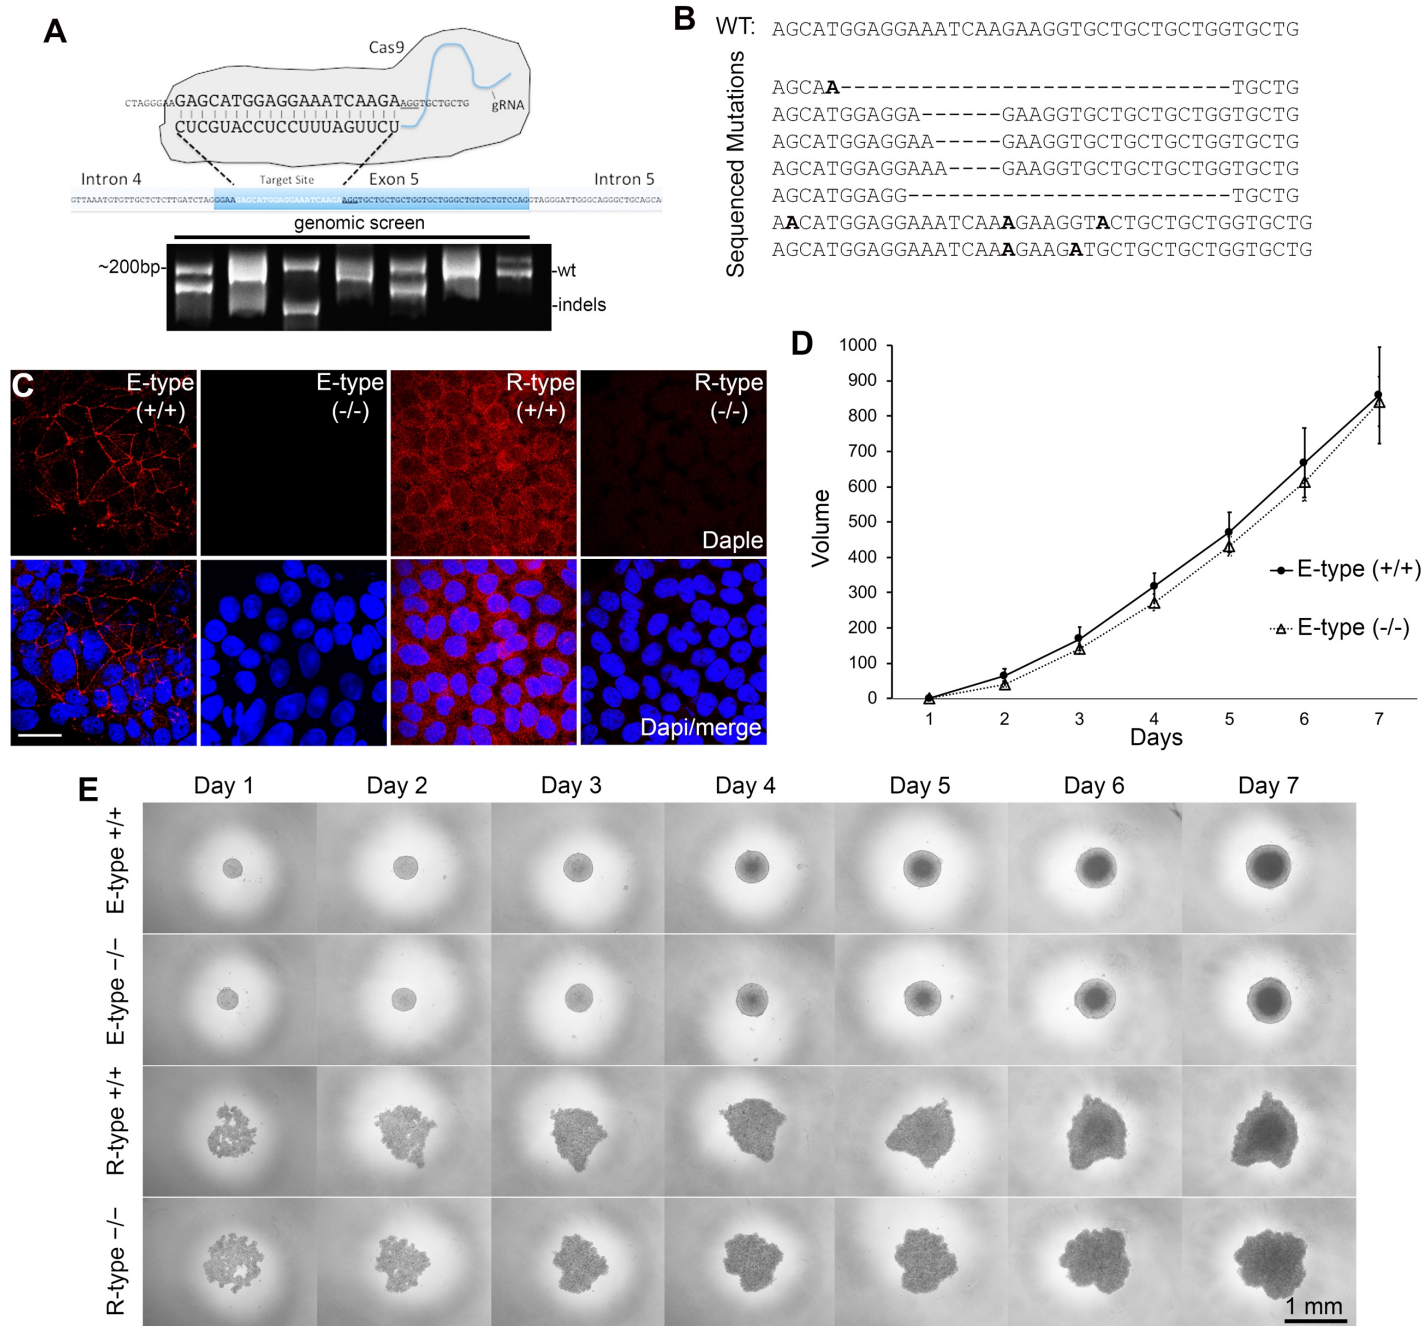 A
Cas9
CTAGGGAAGAGCATGGAGGAAATCAAGAAGGTGCTGCTG
gRNA
CUCGUACCUCCUUUAGUUCU
Intron 4
Target Site
Exon 5
Intron 5
GTTAAATGTGTTGCTCTCTTGATCTAGGGAAGAGCATGGAGGAAATCAAGAAGGTGCTGCTGCTGGTGCTGGGCTGTGCTGTCCAGGTAGGGATTGGGCAGGGCTGCAGCA
genomic screen
~200bp-
-wt
-indels
B
WT: AGCATGGAGGAAATCAAGAAGGTGCTGCTGCTGGTGCTG
Sequenced Mutations
AGCAA-----------------------------TGCTG
AGCATGGAGGA------GAAGGTGCTGCTGCTGGTGCTG
AGCATGGAGGAA-----GAAGGTGCTGCTGCTGGTGCTG
AGCATGGAGGAAA----GAAGGTGCTGCTGCTGGTGCTG
AGCATGGAGG------------------------TGCTG
AACATGGAGGAAATCAAAGAAGGTACTGCTGCTGGTGCTG
AGCATGGAGGAAATCAAAGAAGATGCTGCTGCTGGTGCTG
C
E-type (+/+)
E-type (-/-)
R-type (+/+)
R-type (-/-)
Daple
Dapi/merge
D
Volume
1000
900
800
700
600
500
400
300
200
100
0
1 2 3 4 5 6 7
Days
E-type (+/+)
E-type (-/-)
E
Day 1 Day 2 Day 3 Day 4 Day 5 Day 6 Day 7
E-type +/+
E-type −/−
R-type +/+
R-type −/−
1 mm